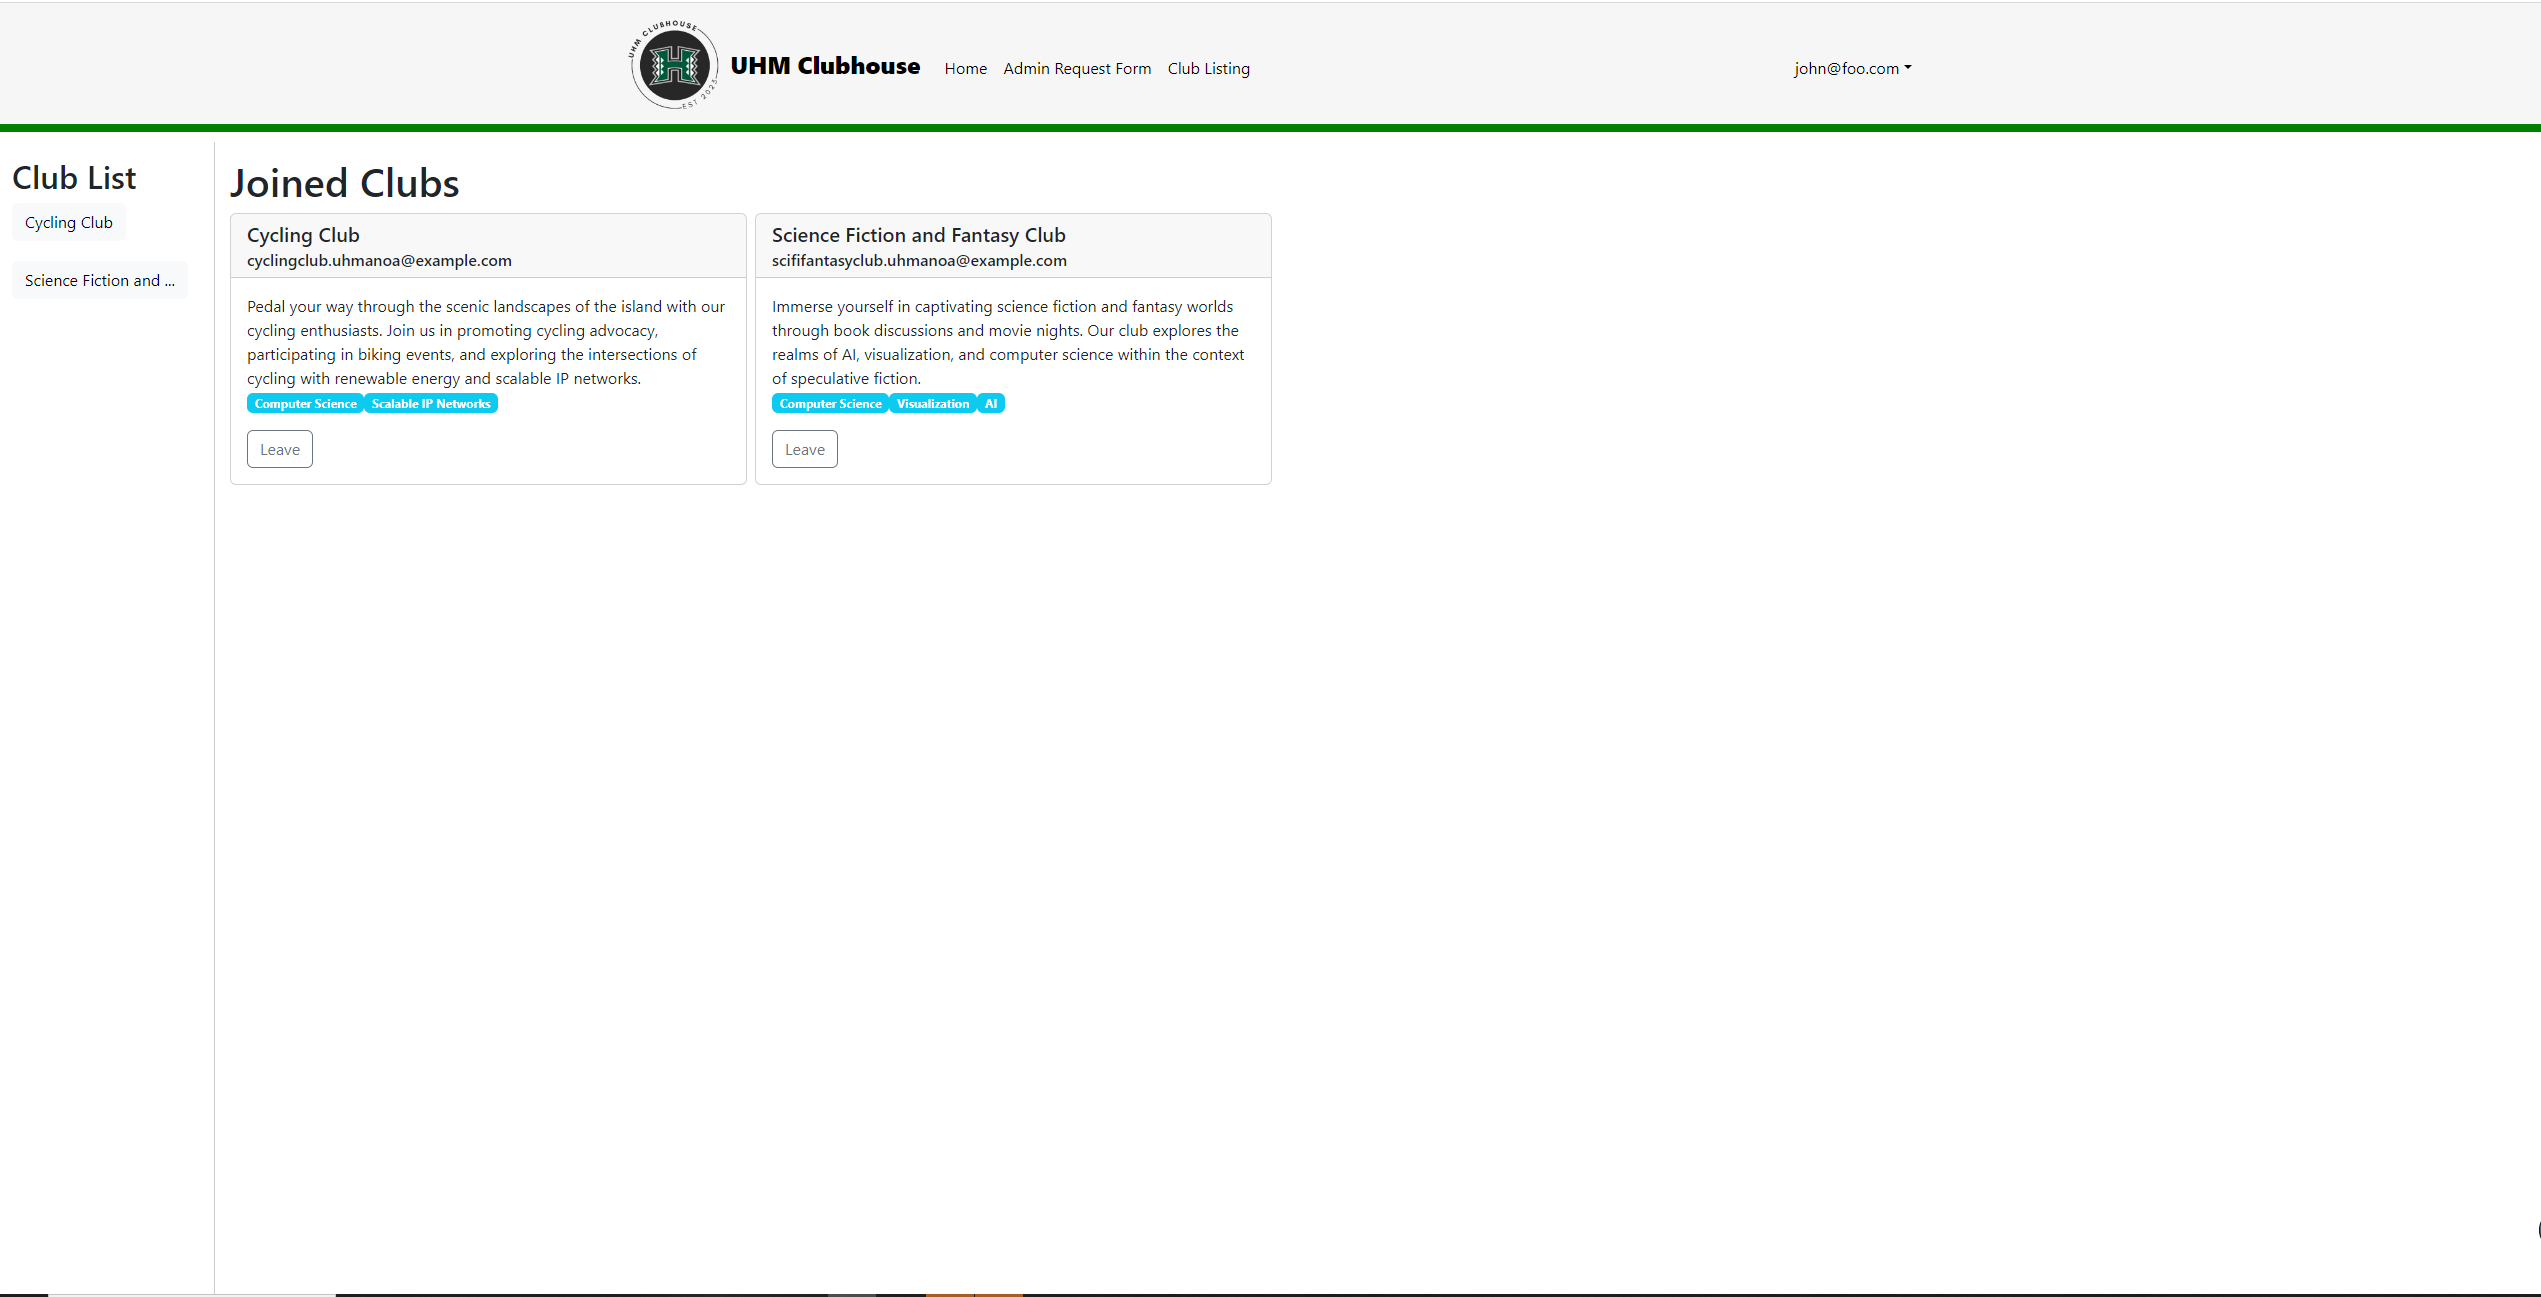 UHM CLUBHOUSE
EST 2023
UHM Clubhouse
Home
Admin Request Form
Club Listing
john@foo.com
Club List
Cycling Club
Science Fiction and ...
Joined Clubs
Cycling Club
cyclingclub.uhmanoa@example.com
Pedal your way through the scenic landscapes of the island with our
cycling enthusiasts. Join us in promoting cycling advocacy,
participating in biking events, and exploring the intersections of
cycling with renewable energy and scalable IP networks.
Computer Science
Scalable IP Networks
Leave
Science Fiction and Fantasy Club
scififantasyclub.uhmanoa@example.com
Immerse yourself in captivating science fiction and fantasy worlds
through book discussions and movie nights. Our club explores the
realms of AI, visualization, and computer science within the context
of speculative fiction.
Computer Science
Visualization
AI
Leave